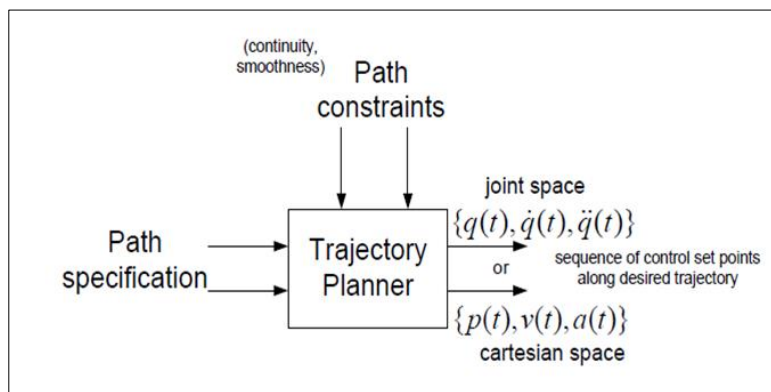 (continuity,
smoothness)
Path
constraints
joint space
{q(t), q̇(t), q̈(t)}
Path
specification
Trajectory
Planner
or
sequence of control set points
along desired trajectory
{p(t), v(t), a(t)}
cartesian space